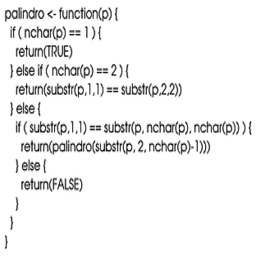 palindro <- function(p) {
if ( nchar(p) == 1 ) {
return(TRUE)
} else if ( nchar(p) == 2 ) {
return(substr(p,1,1) == substr(p,2,2))
} else {
if ( substr(p,1,1) == substr(p, nchar(p), nchar(p)) ) {
return(palindro(substr(p, 2, nchar(p)-1)))
} else {
return(FALSE)
}
}
}